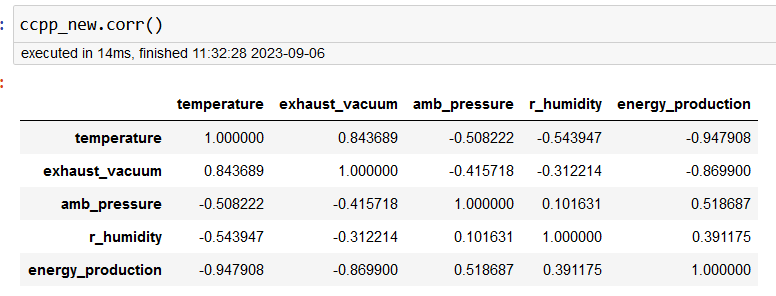 : ccpp_new.corr()
executed in 14ms, finished 11:32:28 2023-09-06
:
temperature exhaust_vacuum amb_pressure r_humidity energy_production
temperature 1.000000 0.843689 -0.508222 -0.543947 -0.947908
exhaust_vacuum 0.843689 1.000000 -0.415718 -0.312214 -0.869900
amb_pressure -0.508222 -0.415718 1.000000 0.101631 0.518687
r_humidity -0.543947 -0.312214 0.101631 1.000000 0.391175
energy_production -0.947908 -0.869900 0.518687 0.391175 1.000000